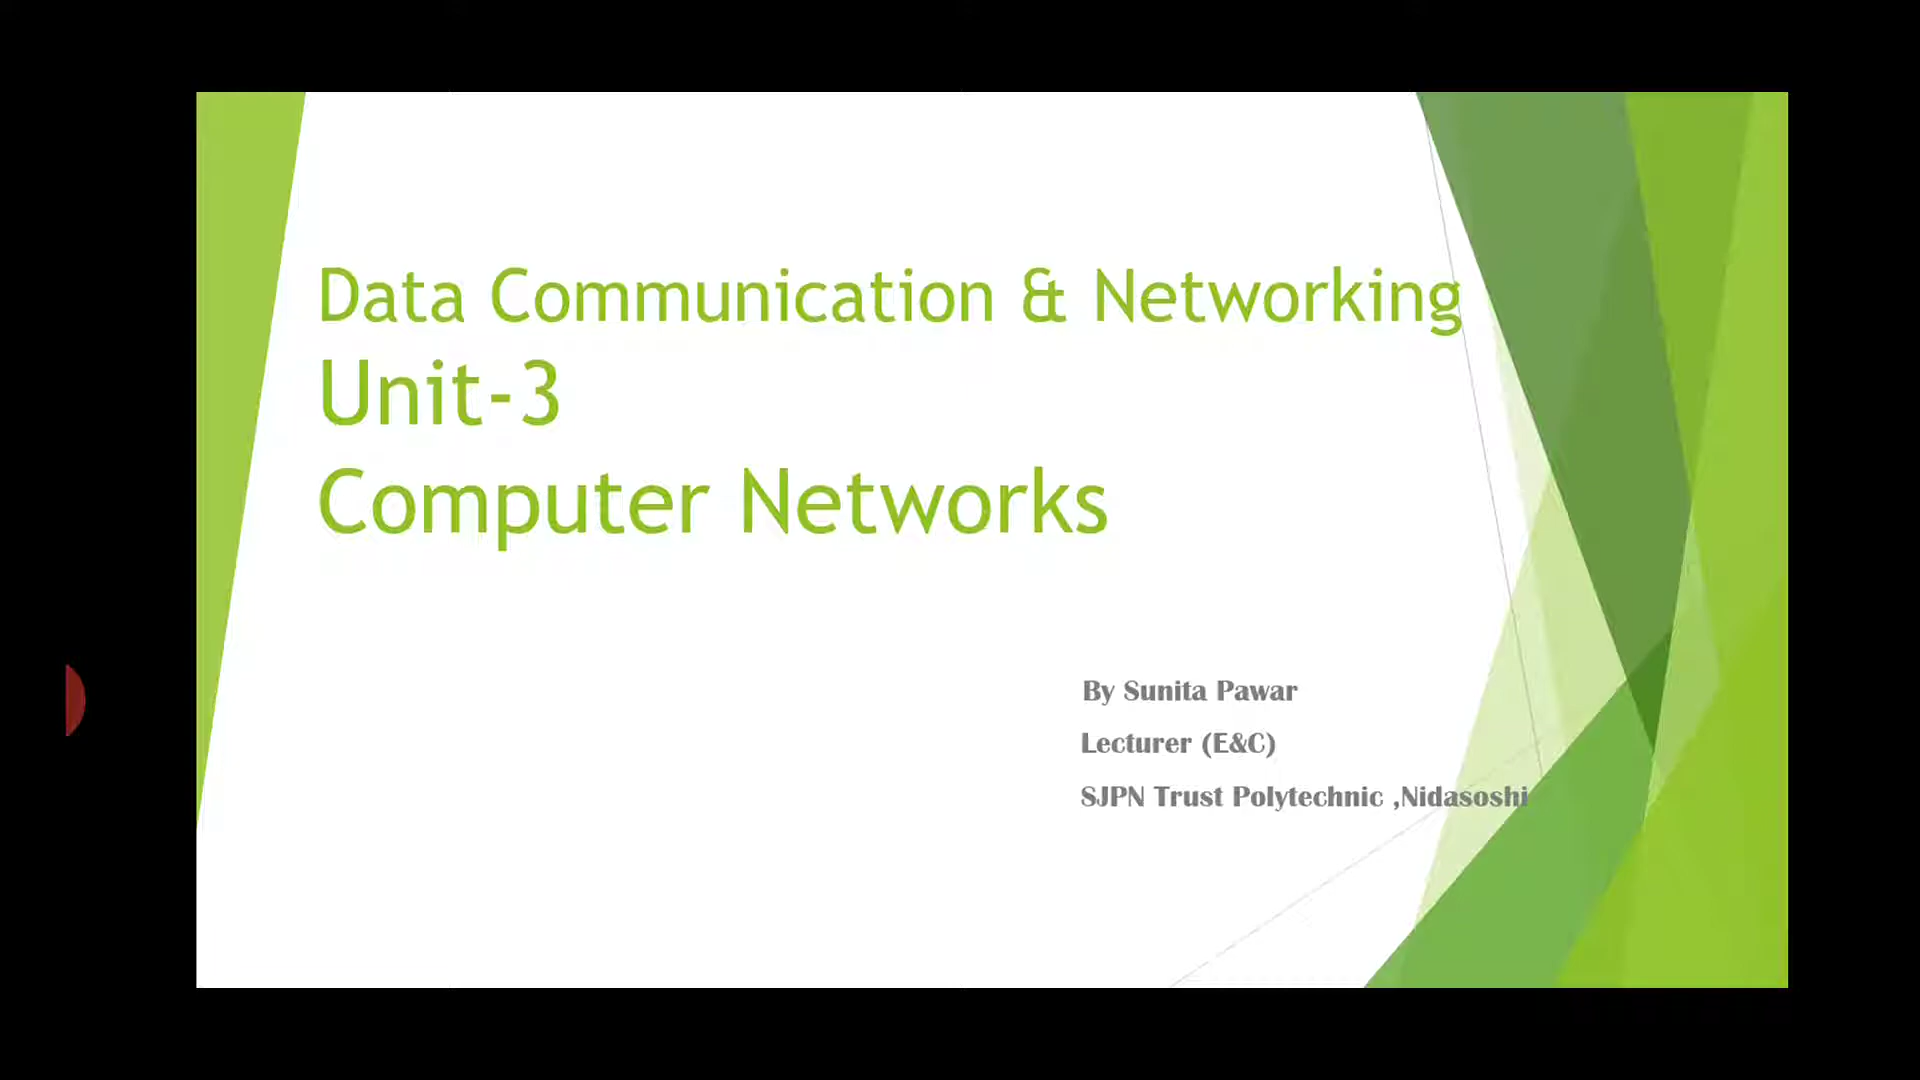 Data Communication & Networking
Unit-3
Computer Networks
By Sunita Pawar
Lecturer (E&C)
SJPN Trust Polytechnic ,Nidasoshi